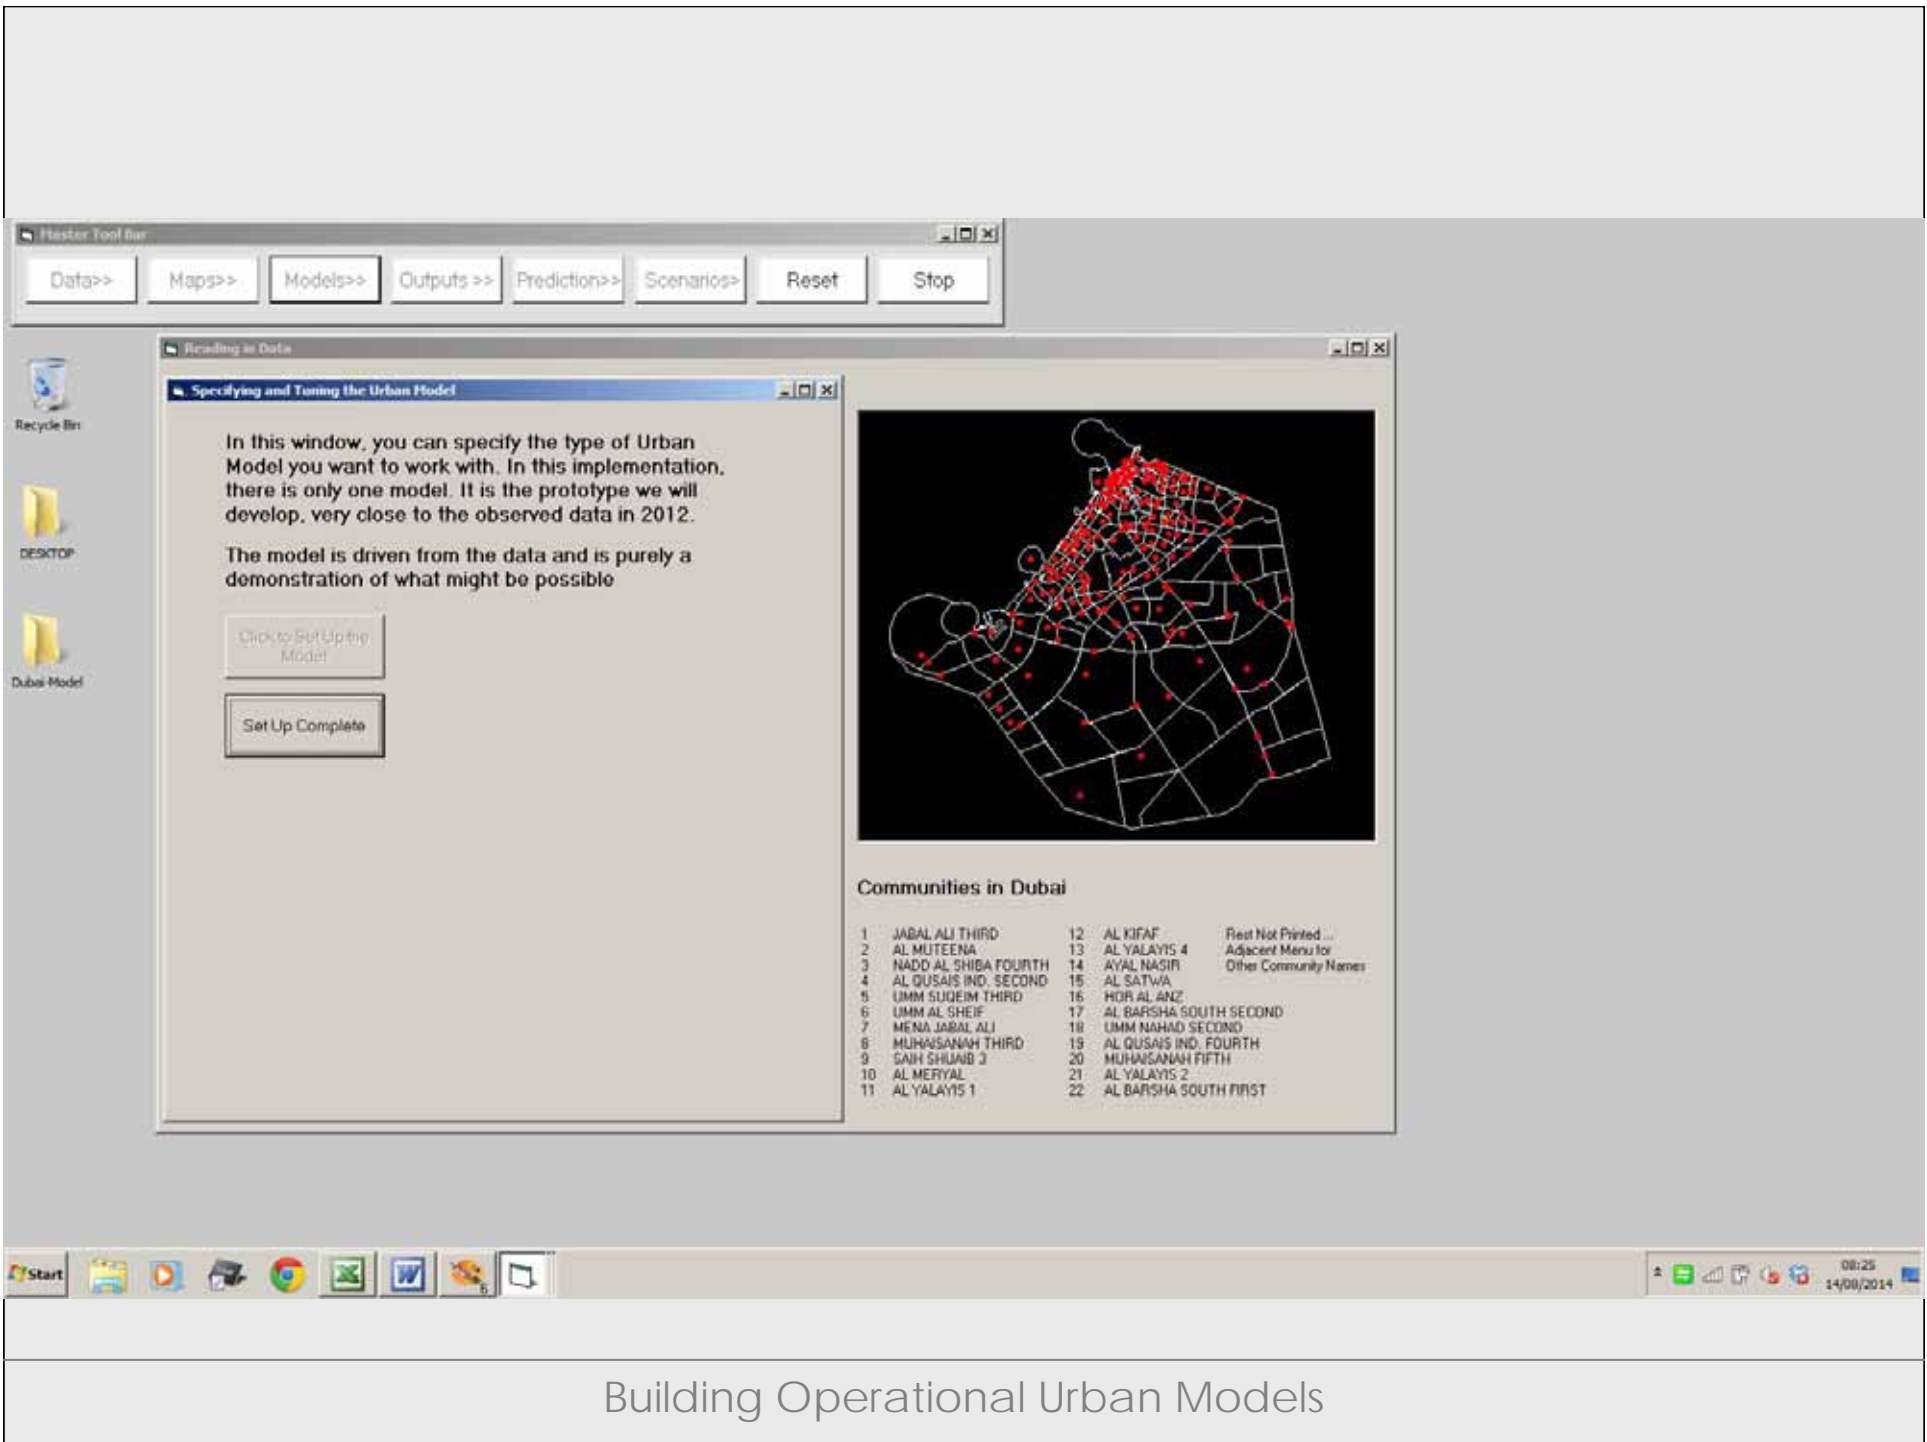 Master Tool Bar
Data>> Maps>> Models>> Outputs >> Prediction>> Scenarios> Reset Stop
Reading in Data
Specifying and Tuning the Urban Model
Recycle Bin
DESKTOP
Dubai-Model
In this window, you can specify the type of Urban
Model you want to work with. In this implementation,
there is only one model. It is the prototype we will
develop, very close to the observed data in 2012.
The model is driven from the data and is purely a
demonstration of what might be possible
Click to Set Up the
Model
Set Up Complete
Communities in Dubai
1 JABAL ALI THIRD
2 AL MUTEENA
3 NADD AL SHIBA FOURTH
4 AL QUSAIS IND. SECOND
5 UMM SUQEIM THIRD
6 UMM AL SHEIF
7 MENA JABAL ALI
8 MUHAISANAH THIRD
9 SAIH SHUAIB 3
10 AL MERYAL
11 AL YALAYIS 1
12 AL KIFAF
13 AL YALAYIS 4
14 AYAL NASIR
15 AL SATWA
16 HOR AL ANZ
17 AL BARSHA SOUTH SECOND
18 UMM NAHAD SECOND
19 AL QUSAIS IND. FOURTH
20 MUHAISANAH FIFTH
21 AL YALAYIS 2
22 AL BARSHA SOUTH FIRST
Rest Not Printed ...
Adjacent Menu for
Other Community Names
Start
6
08:25
14/08/2014
Building Operational Urban Models